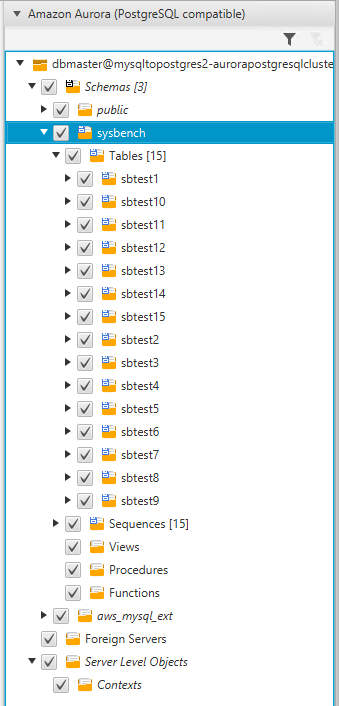 Amazon Aurora (PostgreSQL compatible)
dbmaster@mysqltopostgres2-aurorapostgresqlcluste
Schemas [3]
public
sysbench
Tables [15]
sbtest1
sbtest10
sbtest11
sbtest12
sbtest13
sbtest14
sbtest15
sbtest2
sbtest3
sbtest4
sbtest5
sbtest6
sbtest7
sbtest8
sbtest9
Sequences [15]
Views
Procedures
Functions
aws_mysql_ext
Foreign Servers
Server Level Objects
Contexts